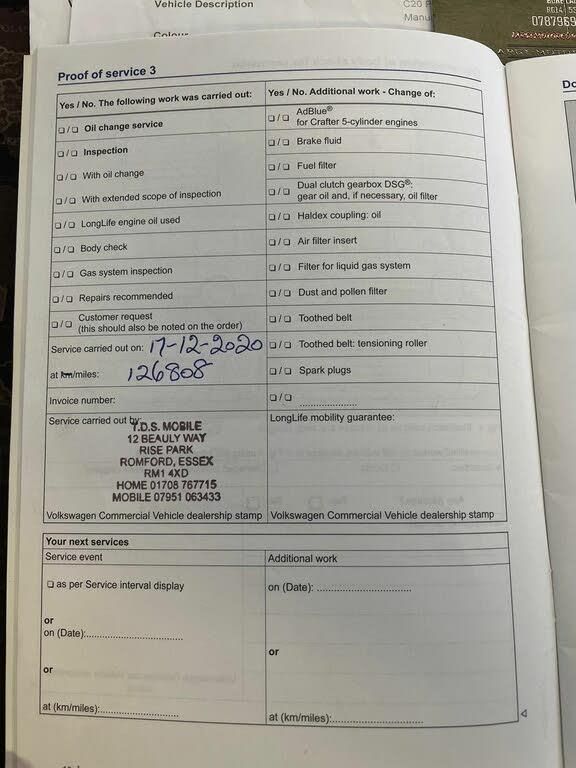 Vehicle Description
C20
Manu
Colour
RG14
078796
Proof of service 3
Yes / No. The following work was carried out:
❏ / ❏ Oil change service
❏ / ❏ Inspection
❏ / ❏ With oil change
❏ / ❏ With extended scope of inspection
❏ / ❏ LongLife engine oil used
❏ / ❏ Body check
❏ / ❏ Gas system inspection
❏ / ❏ Repairs recommended
❏ / ❏ Customer request
(this should also be noted on the order)
Service carried out on: 17-12-2020
at km/miles: 126808
Invoice number:
Service carried out by:
T.D.S. MOBILE
12 BEAULY WAY
RISE PARK
ROMFORD, ESSEX
RM1 4XD
HOME 01708 767715
MOBILE 07951 063433
Volkswagen Commercial Vehicle dealership stamp
Yes / No. Additional work - Change of:
❏ / ❏ AdBlue®
for Crafter 5-cylinder engines
❏ / ❏ Brake fluid
❏ / ❏ Fuel filter
❏ / ❏ Dual clutch gearbox DSG®:
gear oil and, if necessary, oil filter
❏ / ❏ Haldex coupling: oil
❏ / ❏ Air filter insert
❏ / ❏ Filter for liquid gas system
❏ / ❏ Dust and pollen filter
❏ / ❏ Toothed belt
❏ / ❏ Toothed belt: tensioning roller
❏ / ❏ Spark plugs
❏ / ❏ ....................
LongLife mobility guarantee:
Volkswagen Commercial Vehicle dealership stamp
Your next services
Service event
❏ as per Service interval display
or
on (Date):..............................
or
at (km/miles):........................
Additional work
on (Date): .............................
or
at (km/miles):............................
Do